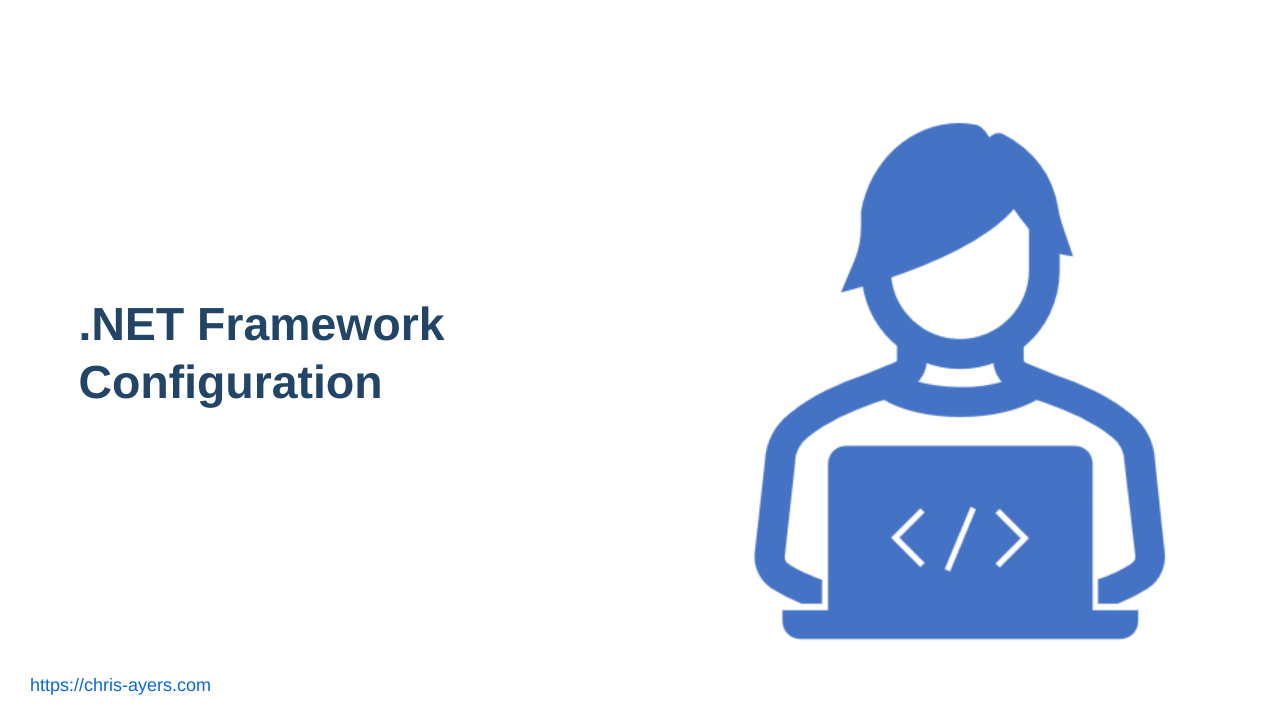 .NET Framework
Configuration
</>
https://chris-ayers.com